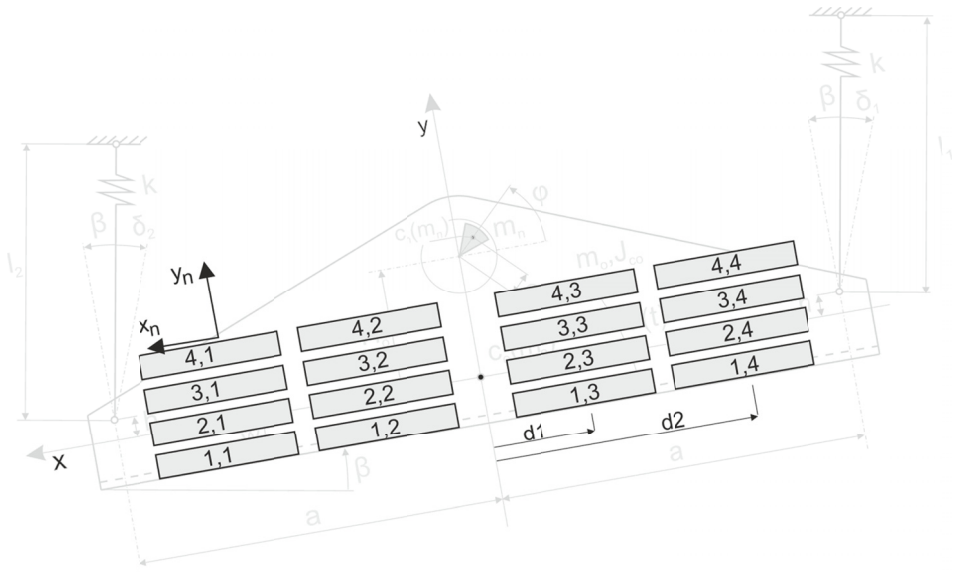 k
β δ₁
l₁
y
φ
cₙ(mₙ) mₙ
k
β δ₂
l₂
yₙ
xₙ
4,1 4,2 4,3 4,4
3,1 3,2 3,3 3,4
2,1 2,2 2,3 2,4
1,1 1,2 1,3 1,4
d1 d2
x
β
a
a